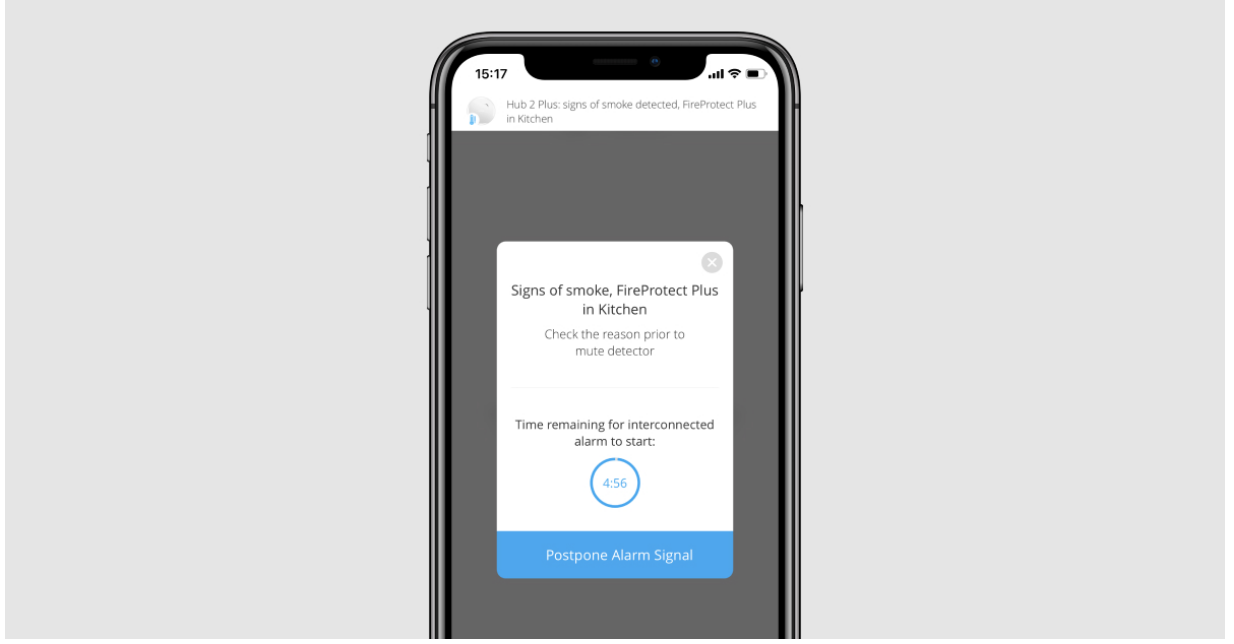 15:17
Hub 2 Plus: signs of smoke detected, FireProtect Plus
in Kitchen
Signs of smoke, FireProtect Plus
in Kitchen
Check the reason prior to
mute detector
Time remaining for interconnected
alarm to start:
4:56
Postpone Alarm Signal